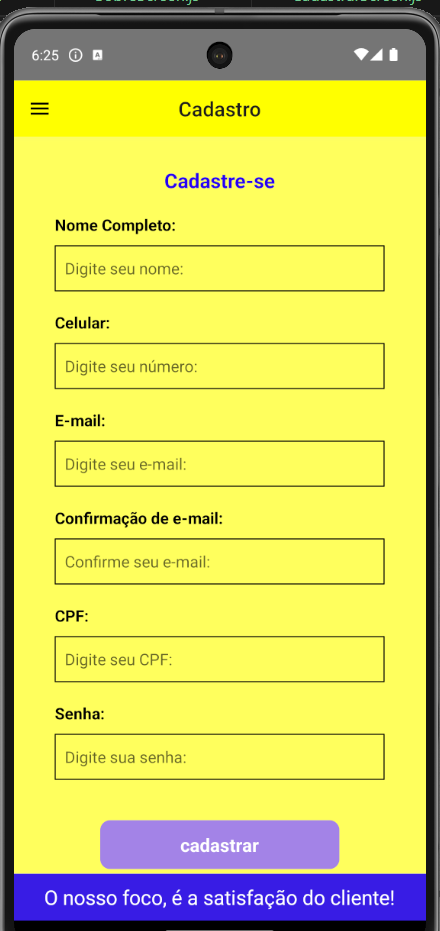 6:25
Cadastro
Cadastre-se
Nome Completo:
Digite seu nome:
Celular:
Digite seu número:
E-mail:
Digite seu e-mail:
Confirmação de e-mail:
Confirme seu e-mail:
CPF:
Digite seu CPF:
Senha:
Digite sua senha:
cadastrar
O nosso foco, é a satisfação do cliente!